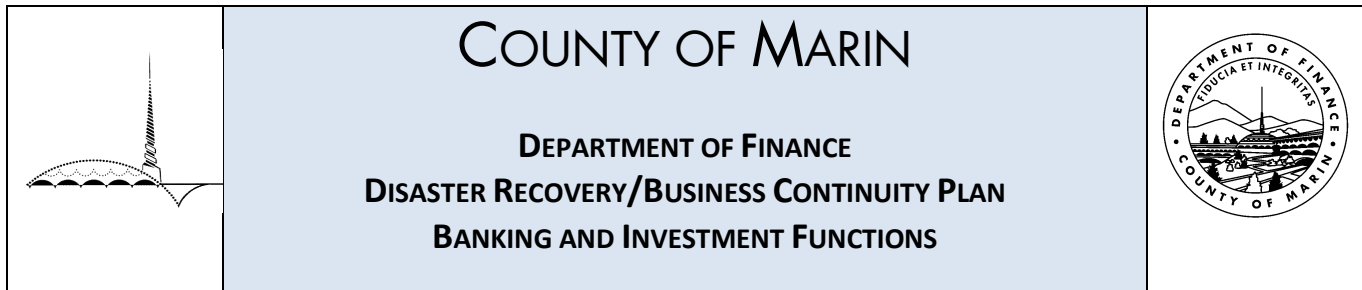 COUNTY OF MARIN
DEPARTMENT OF FINANCE
DISASTER RECOVERY/BUSINESS CONTINUITY PLAN
BANKING AND INVESTMENT FUNCTIONS
DEPARTMENT OF FINANCE
FIDUCIA ET INTEGRITAS
COUNTY OF MARIN